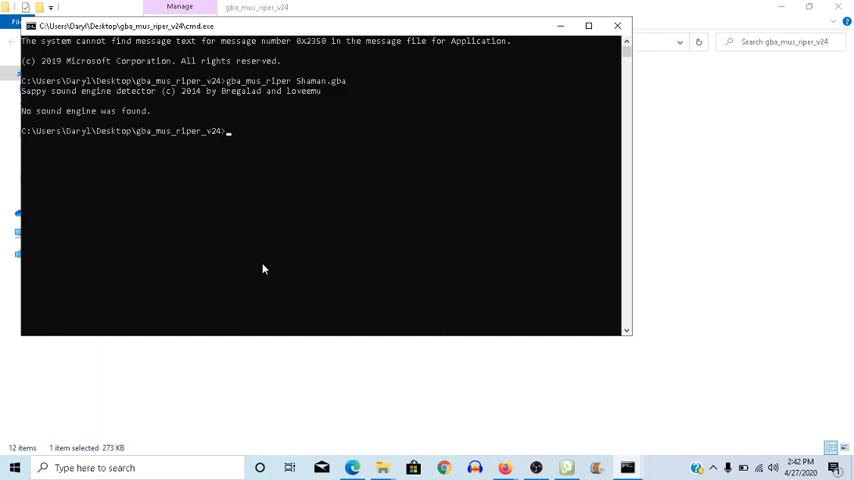 Manage
gba_mus_riper_v24
C:\Users\Daryl\Desktop\gba_mus_riper_v24\cmd.exe
Fil
Search gba_mus_riper_v24
The system cannot find message text for message number 0x2350 in the message file for Application.
(c) 2019 Microsoft Corporation. All rights reserved.
C:\Users\Daryl\Desktop\gba_mus_riper_v24>gba_mus_riper Shaman.gba
Sappy sound engine detector (c) 2014 by Bregalad and loveemu
No sound engine was found.
C:\Users\Daryl\Desktop\gba_mus_riper_v24>
12 items 1 item selected 273 KB
Type here to search
2:42 PM
4/27/2020
1